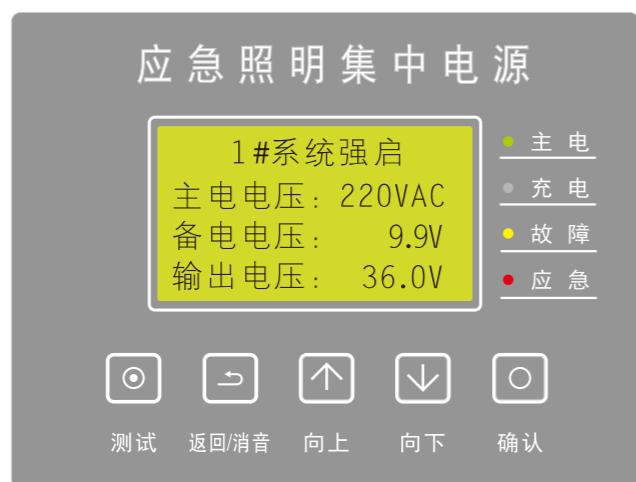 应急照明集中电源
1#系统强启
主电电压: 220VAC
备电电压: 9.9V
输出电压: 36.0V
主电
充电
故障
应急
测试 返回/消音 向上 向下 确认